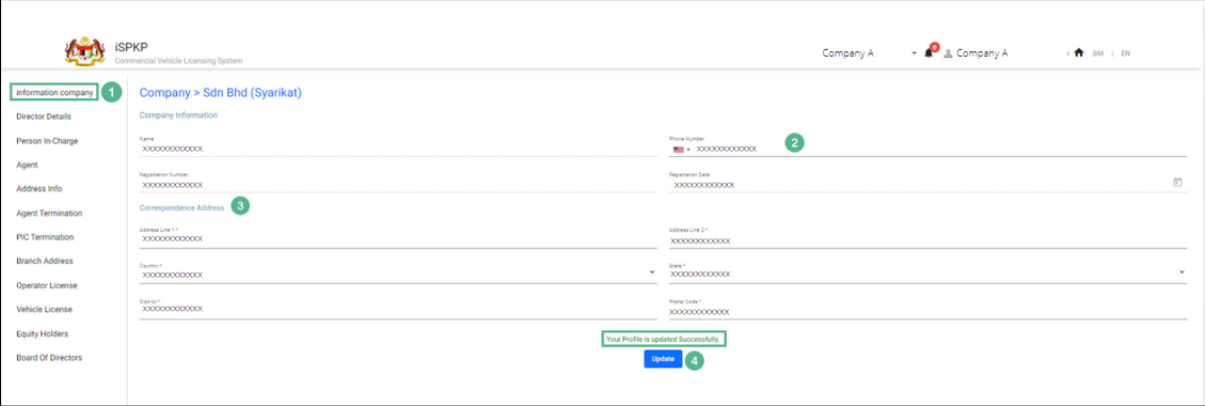 iSPKP
Commercial Vehicle Licensing System
Company A
9
Company A
BM | EN
Information company
1
Director Details
Person In-Charge
Agent
Address Info
Agent Termination
PIC Termination
Branch Address
Operator License
Vehicle License
Equity Holders
Board Of Directors
Company > Sdn Bhd (Syarikat)
Company Information
Name
XXXXXXXXXXXX
Phone Number
XXXXXXXXXXXX
2
Registration Number
XXXXXXXXXXXX
Registration Date
XXXXXXXXXXXX
Correspondence Address
3
Address Line 1 *
XXXXXXXXXXXX
Address Line 2 *
XXXXXXXXXXXX
Country *
XXXXXXXXXXXX
State *
XXXXXXXXXXXX
District *
XXXXXXXXXXXX
Postal Code *
XXXXXXXXXXXX
Your Profile is updated Successfully.
Update
4